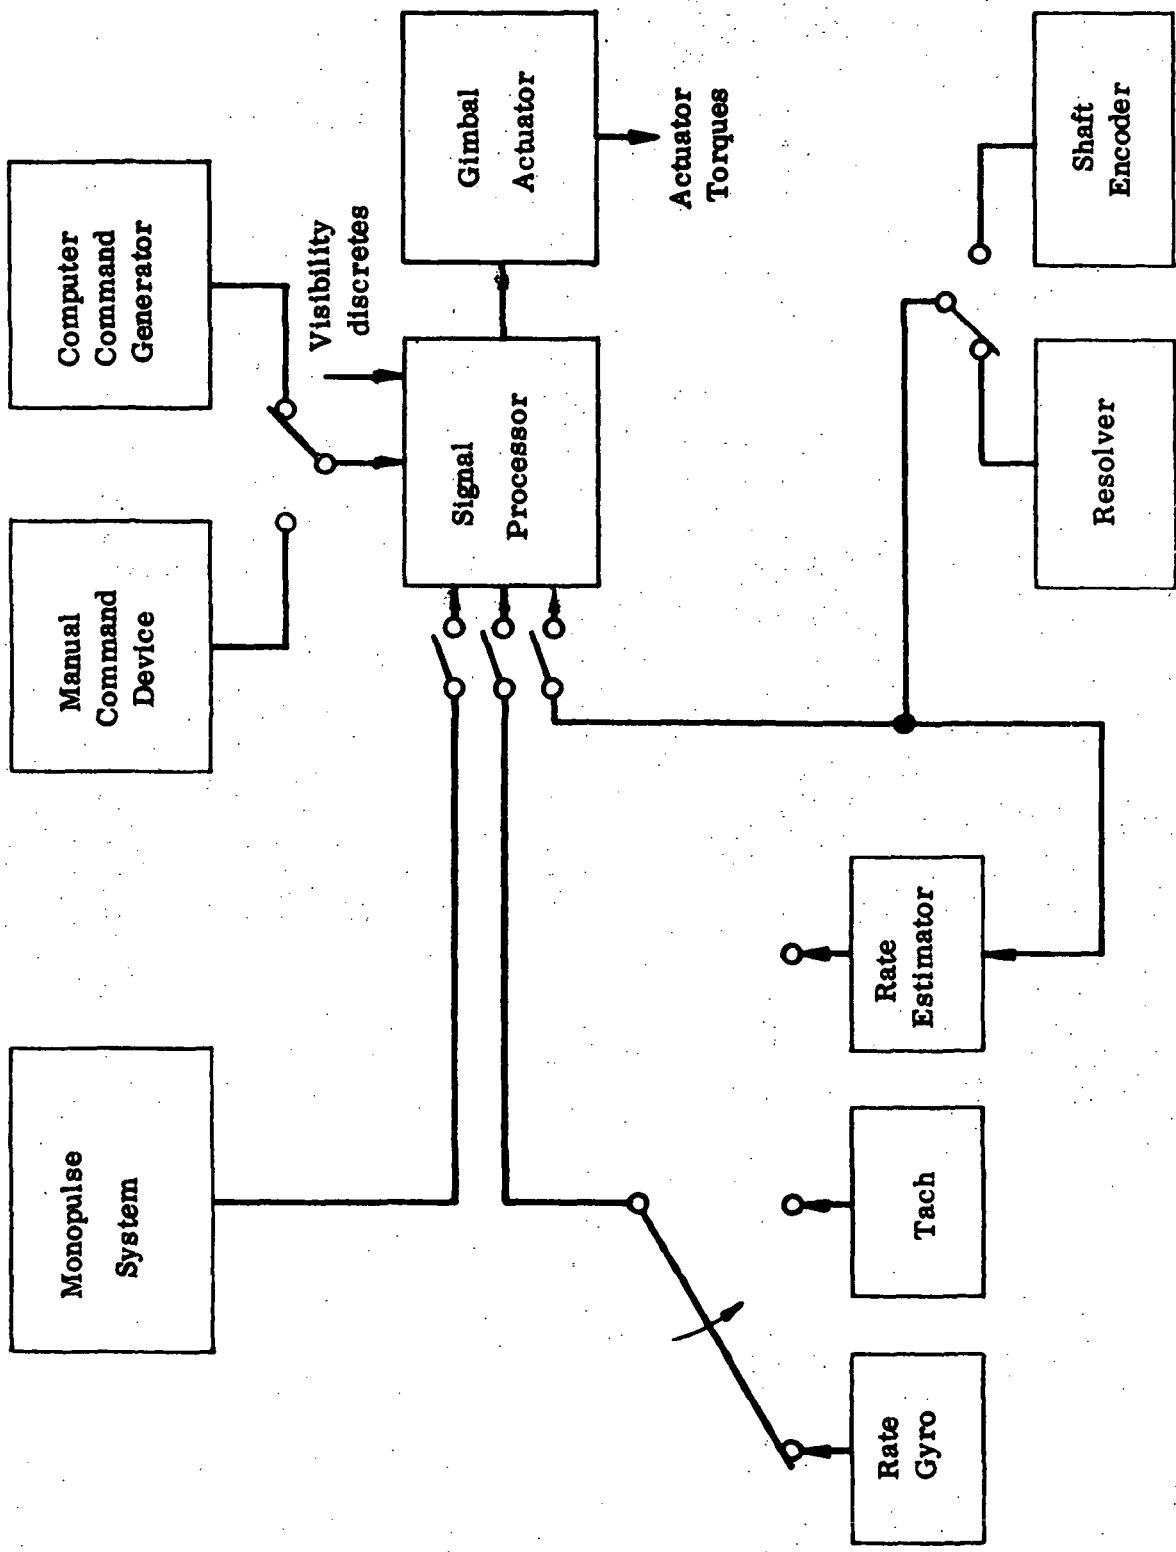 Monopulse
System
Manual
Command
Device
Computer
Command
Generator
Visibility
discretes
Signal
Processor
Gimbal
Actuator
Actuator
Torques
Rate
Gyro
Tach
Rate
Estimator
Resolver
Shaft
Encoder